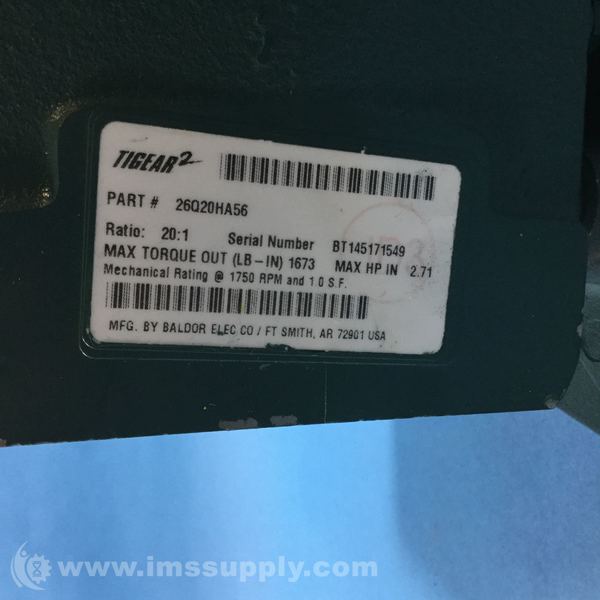 TIGEAR2
PART # 26Q20HA56
Ratio: 20:1 Serial Number BT145171549
MAX TORQUE OUT (LB-IN) 1673 MAX HP IN 2.71
Mechanical Rating @ 1750 RPM and 1.0 S.F.
MFG. BY BALDOR ELEC CO / FT SMITH, AR 72901 USA
www.imssupply.com